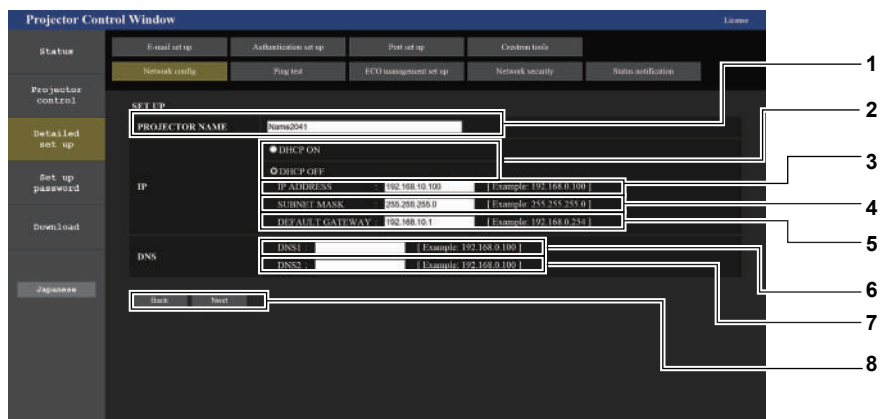 Projector Control Window
License
Status
Projector control
Detailed set up
Set up password
Download
Japanese
E-mail set up
Authentication set up
Port set up
Crestron tools
Network config
Ping test
ECO management set up
Network security
Status notification
SET UP
PROJECTOR NAME Name2041
IP
DHCP ON
DHCP OFF
IP ADDRESS : 192.168.10.100 [ Example: 192.168.0.100 ]
SUBNET MASK : 255.255.255.0 [ Example: 255.255.255.0 ]
DEFAULT GATEWAY : 192.168.10.1 [ Example: 192.168.0.254 ]
DNS
DNS1 : [ Example: 192.168.0.100 ]
DNS2 : [ Example: 192.168.0.100 ]
Back Next
1
2
3
4
5
6
7
8